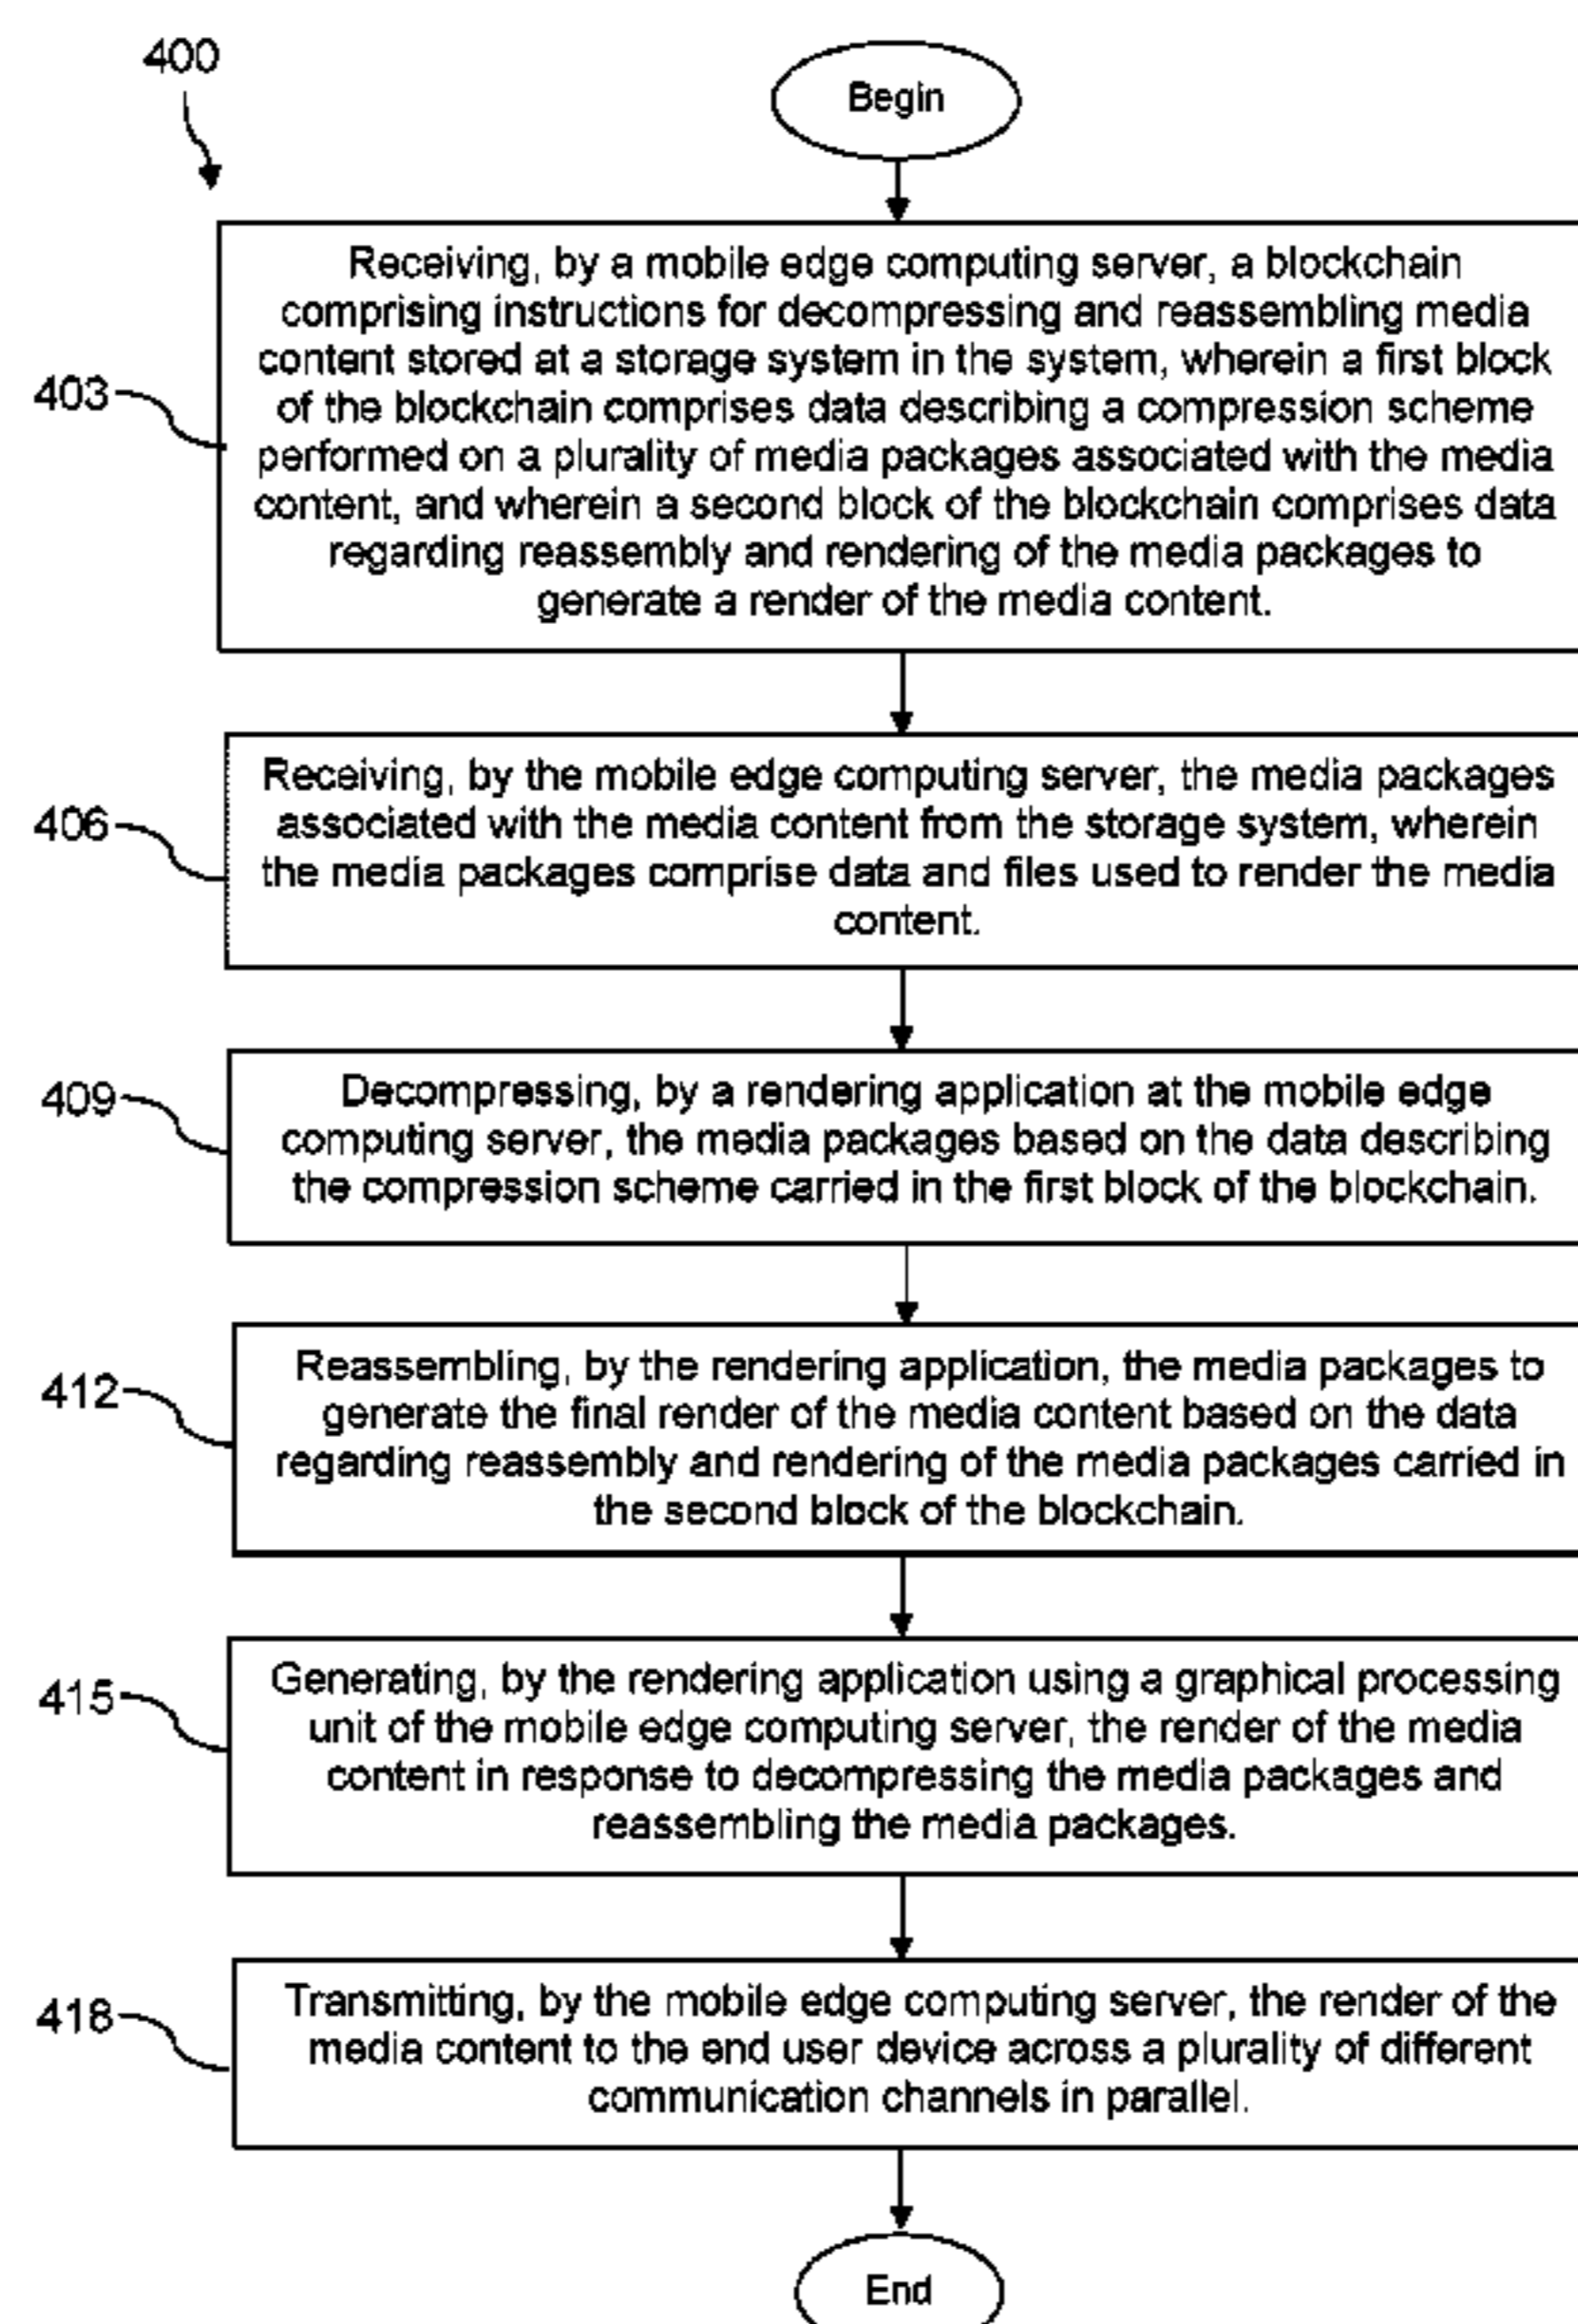 400
Begin
403
Receiving, by a mobile edge computing server, a blockchain
comprising instructions for decompressing and reassembling media
content stored at a storage system in the system, wherein a first block
of the blockchain comprises data describing a compression scheme
performed on a plurality of media packages associated with the media
content, and wherein a second block of the blockchain comprises data
regarding reassembly and rendering of the media packages to
generate a render of the media content.
406
Receiving, by the mobile edge computing server, the media packages
associated with the media content from the storage system, wherein
the media packages comprise data and files used to render the media
content.
409
Decompressing, by a rendering application at the mobile edge
computing server, the media packages based on the data describing
the compression scheme carried in the first block of the blockchain.
412
Reassembling, by the rendering application, the media packages to
generate the final render of the media content based on the data
regarding reassembly and rendering of the media packages carried in
the second block of the blockchain.
415
Generating, by the rendering application using a graphical processing
unit of the mobile edge computing server, the render of the media
content in response to decompressing the media packages and
reassembling the media packages.
418
Transmitting, by the mobile edge computing server, the render of the
media content to the end user device across a plurality of different
communication channels in parallel.
End